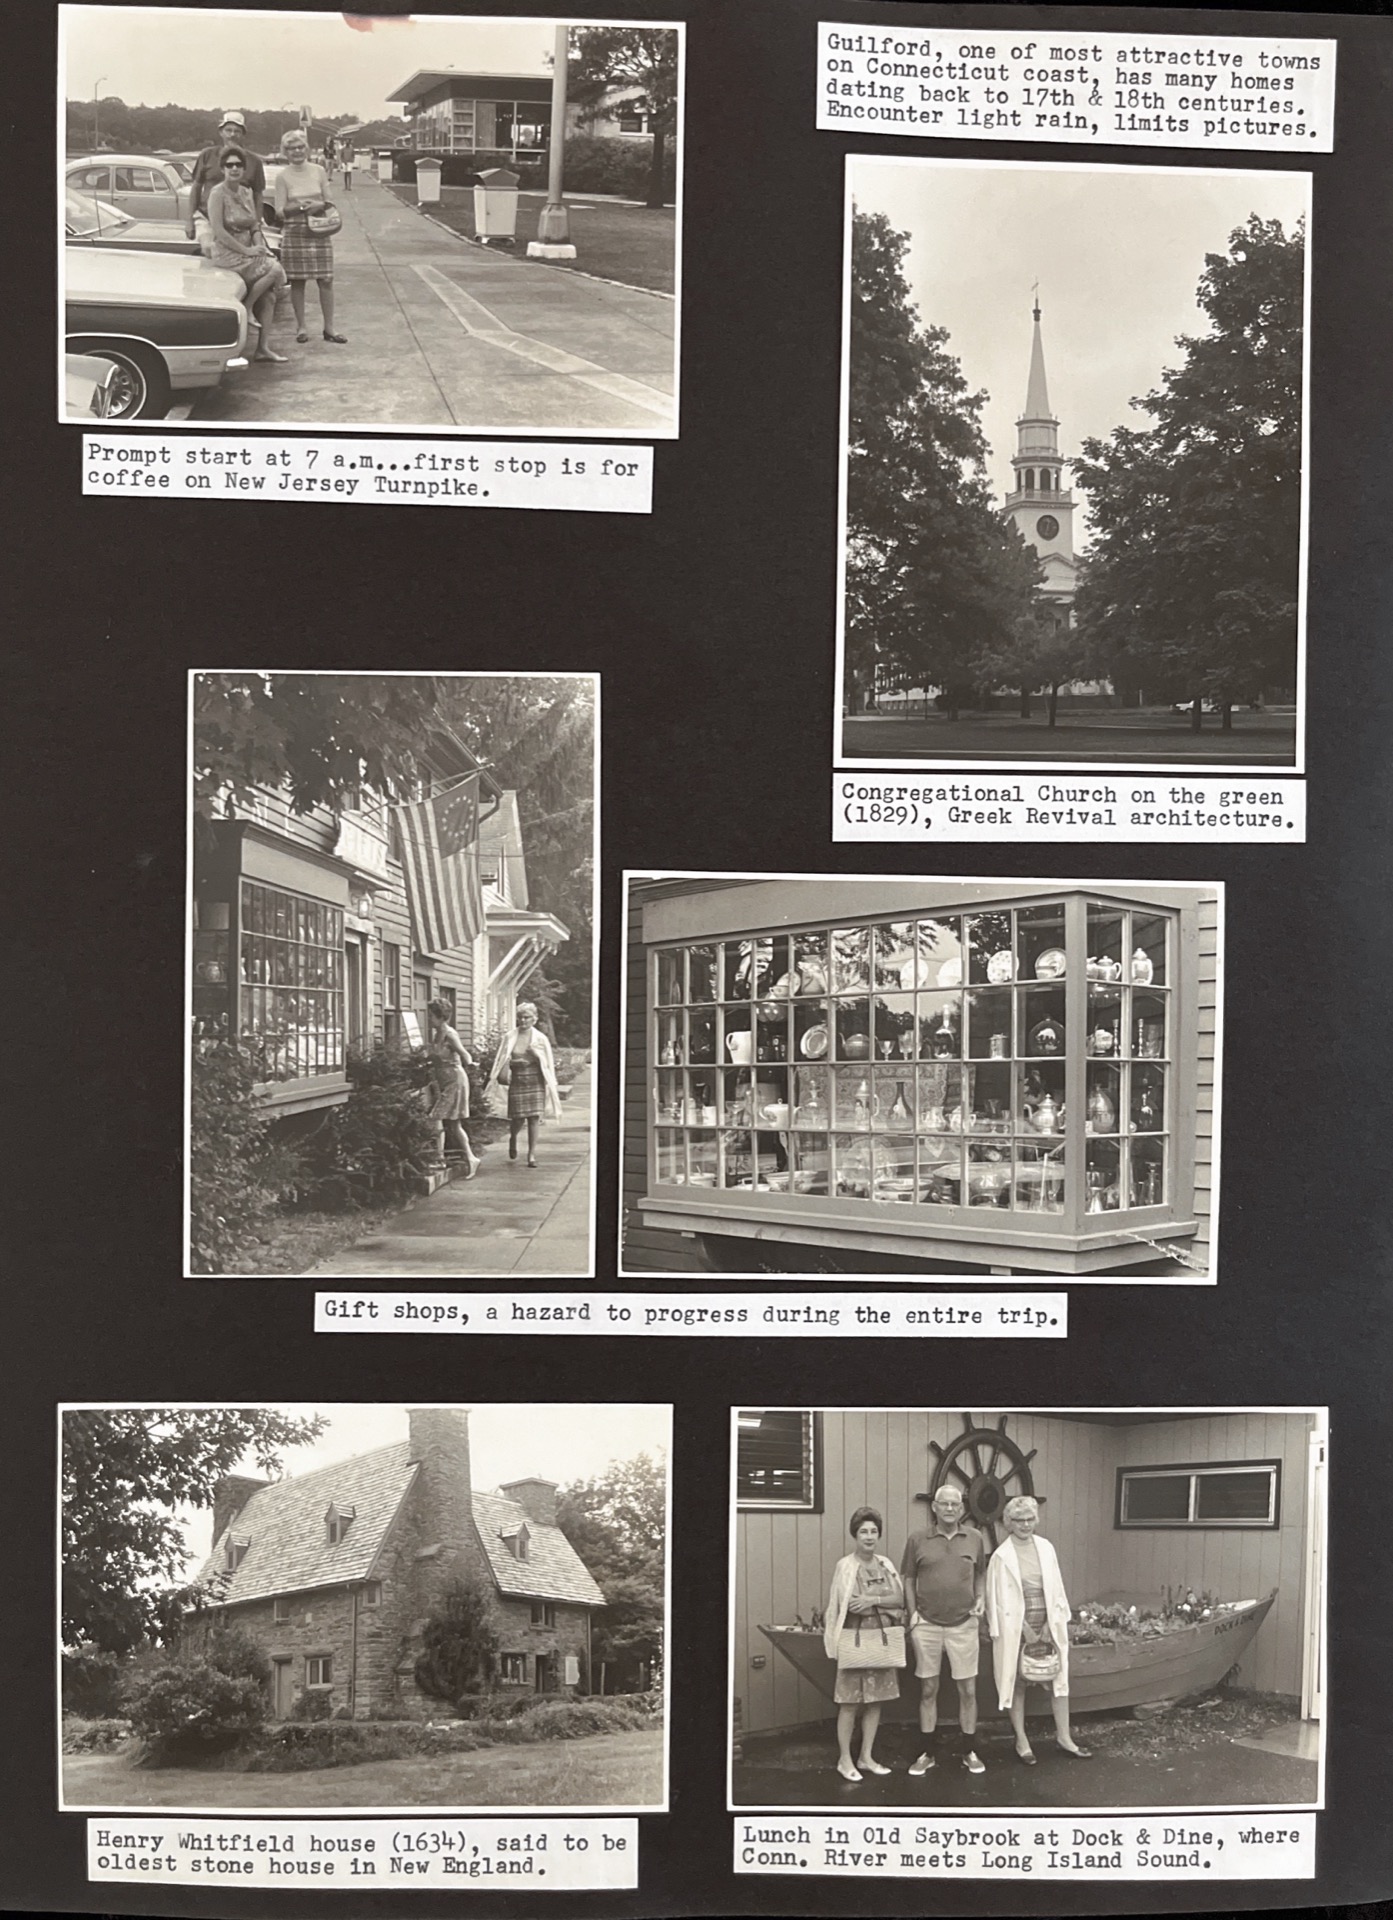 Guilford, one of most attractive towns
on Connecticut coast, has many homes
dating back to 17th & 18th centuries.
Encounter light rain, limits pictures.
Prompt start at 7 a.m...first stop is for
coffee on New Jersey Turnpike.
Congregational Church on the green
(1829), Greek Revival architecture.
Gift shops, a hazard to progress during the entire trip.
DOCK & DINE
Henry Whitfield house (1634), said to be
oldest stone house in New England.
Lunch in Old Saybrook at Dock & Dine, where
Conn. River meets Long Island Sound.